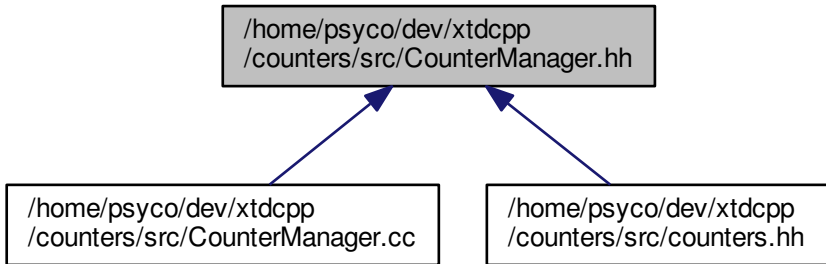 /home/psyco/dev/xtdcpp
/counters/src/CounterManager.hh
/home/psyco/dev/xtdcpp
/counters/src/CounterManager.cc
/home/psyco/dev/xtdcpp
/counters/src/counters.hh